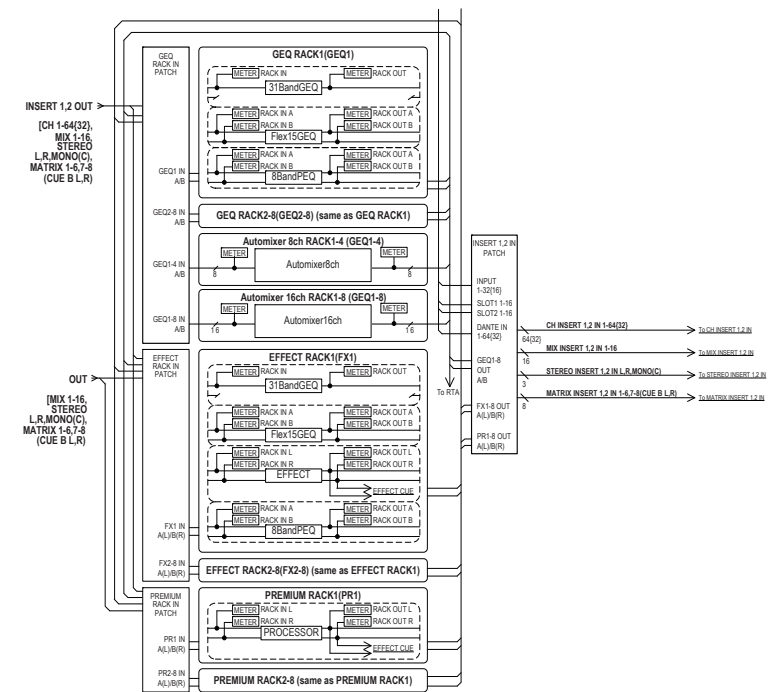 GEQ
RACK IN
PATCH
GEQ RACK1(GEQ1)
METER RACK IN
METER RACK OUT
31BandGEQ
METER RACK IN A
METER RACK OUT A
METER RACK IN B
METER RACK OUT B
Flex15GEQ
METER RACK IN A
METER RACK OUT A
METER RACK IN B
METER RACK OUT B
8BandPEQ
INSERT 1,2 OUT
[CH 1-64{32},
MIX 1-16,
STEREO
L,R,MONO(C),
MATRIX 1-6,7-8
(CUE B L,R)
GEQ1 IN
A/B
GEQ2-8 IN
A/B
GEQ RACK2-8(GEQ2-8) (same as GEQ RACK1)
Automixer 8ch RACK1-4 (GEQ1-4)
METER
METER
GEQ1-4 IN
A/B
8
Automixer8ch
8
Automixer 16ch RACK1-8 (GEQ1-8)
METER
METER
GEQ1-8 IN
A/B
16
Automixer16ch
16
INSERT 1,2 IN
PATCH
INPUT
1-32{16}
SLOT1 1-16
SLOT2 1-16
DANTE IN
1-64{32}
GEQ1-8
OUT
A/B
FX1-8 OUT
A(L)/B(R)
PR1-8 OUT
A(L)/B(R)
CH INSERT 1,2 IN 1-64{32}
64{32}
To CH INSERT 1,2 IN
MIX INSERT 1,2 IN 1-16
16
To MIX INSERT 1,2 IN
STEREO INSERT 1,2 IN L,R,MONO(C)
3
To STEREO INSERT 1,2 IN
MATRIX INSERT 1,2 IN 1-6,7-8(CUE B L,R)
8
To MATRIX INSERT 1,2 IN
To RTA
EFFECT
RACK IN
PATCH
EFFECT RACK1(FX1)
METER RACK IN
METER RACK OUT
31BandGEQ
METER RACK IN A
METER RACK OUT A
METER RACK IN B
METER RACK OUT B
Flex15GEQ
METER RACK IN L
METER RACK OUT L
METER RACK IN R
METER RACK OUT R
EFFECT
EFFECT CUE
METER RACK IN A
METER RACK OUT A
METER RACK IN B
METER RACK OUT B
8BandPEQ
OUT
[MIX 1-16,
STEREO
L,R,MONO(C),
MATRIX 1-6,7-8
(CUE B L,R)
FX1 IN
A(L)/B(R)
FX2-8 IN
A(L)/B(R)
EFFECT RACK2-8(FX2-8) (same as EFFECT RACK1)
PREMIUM
RACK IN
PATCH
PREMIUM RACK1(PR1)
METER RACK IN L
METER RACK OUT L
METER RACK IN R
METER RACK OUT R
PROCESSOR
EFFECT CUE
PR1 IN
A(L)/B(R)
PR2-8 IN
A(L)/B(R)
PREMIUM RACK2-8 (same as PREMIUM RACK1)